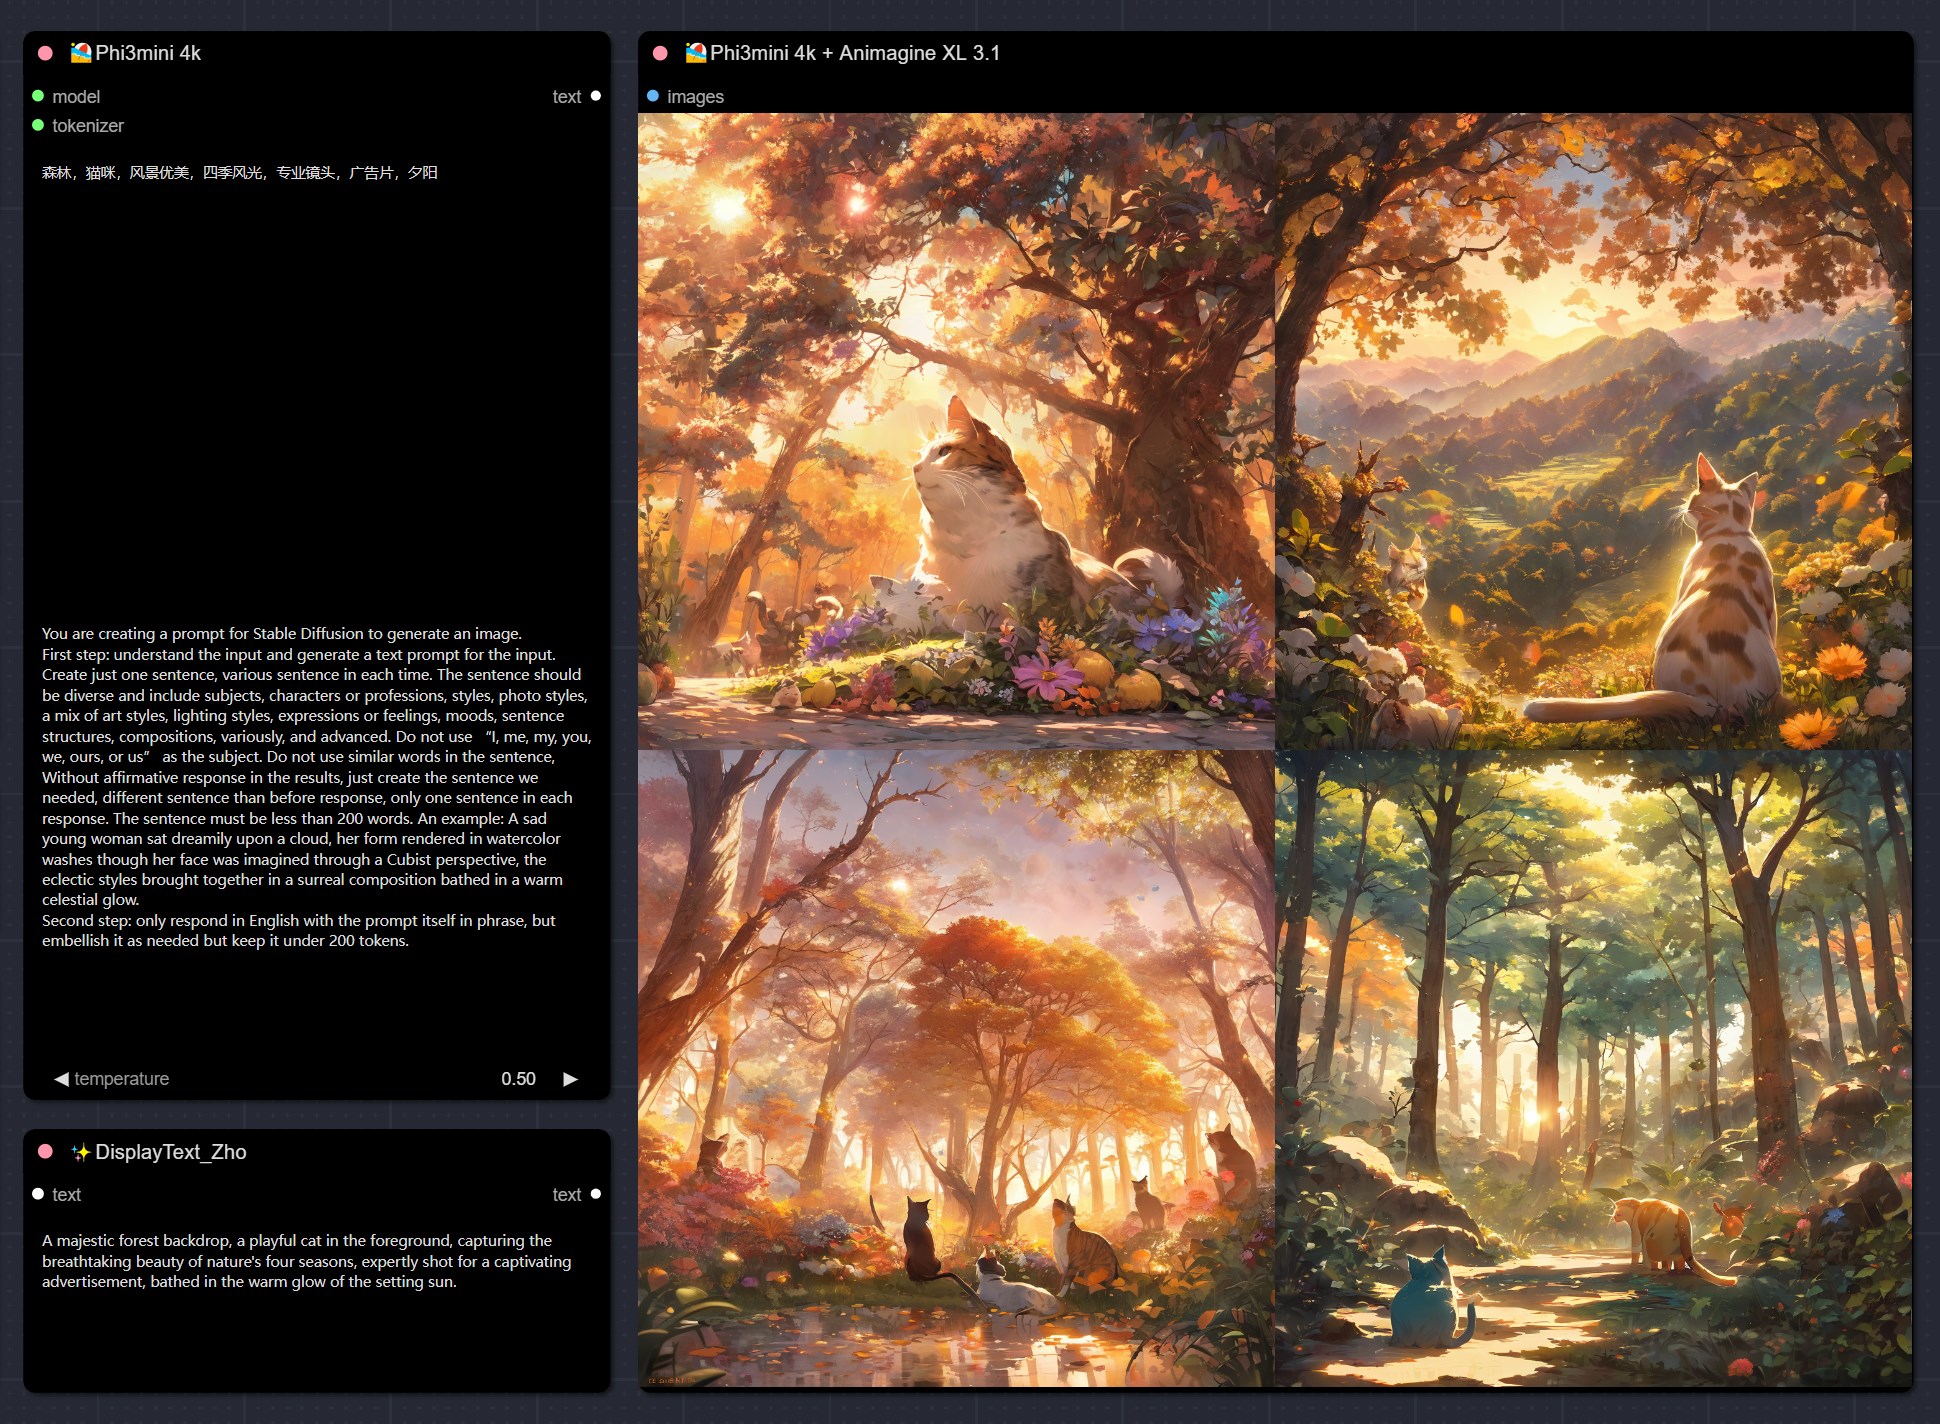 Phi3mini 4k
model
text
tokenizer
森林，猫咪，风景优美，四季风光，专业镜头，广告片，夕阳
You are creating a prompt for Stable Diffusion to generate an image.
First step: understand the input and generate a text prompt for the input.
Create just one sentence, various sentence in each time. The sentence should
be diverse and include subjects, characters or professions, styles, photo styles,
a mix of art styles, lighting styles, expressions or feelings, moods, sentence
structures, compositions, variously, and advanced. Do not use “I, me, my, you,
we, ours, or us” as the subject. Do not use similar words in the sentence,
Without affirmative response in the results, just create the sentence we
needed, different sentence than before response, only one sentence in each
response. The sentence must be less than 200 words. An example: A sad
young woman sat dreamily upon a cloud, her form rendered in watercolor
washes though her face was imagined through a Cubist perspective, the
eclectic styles brought together in a surreal composition bathed in a warm
celestial glow.
Second step: only respond in English with the prompt itself in phrase, but
embellish it as needed but keep it under 200 tokens.
temperature
0.50
DisplayText_Zho
text
text
A majestic forest backdrop, a playful cat in the foreground, capturing the
breathtaking beauty of nature's four seasons, expertly shot for a captivating
advertisement, bathed in the warm glow of the setting sun.
Phi3mini 4k + Animagine XL 3.1
images